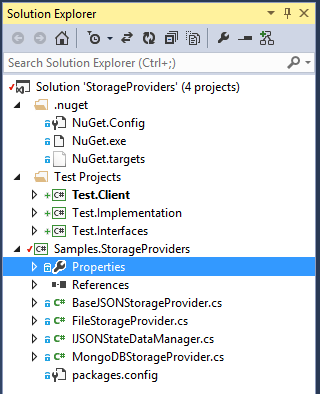 Solution Explorer
Search Solution Explorer (Ctrl+;)
Solution 'StorageProviders' (4 projects)
.nuget
NuGet.Config
NuGet.exe
NuGet.targets
Test Projects
C# Test.Client
C# Test.Implementation
C# Test.Interfaces
C# Samples.StorageProviders
Properties
References
C# BaseJSONStorageProvider.cs
C# FileStorageProvider.cs
C# IJSONStateDataManager.cs
C# MongoDBStorageProvider.cs
packages.config